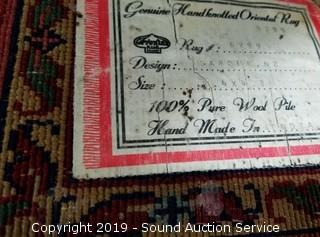 Genuine Handknotted Oriental Rug
Rug #:
Design:
Size:
100% Pure Wool Pile
Hand Made In
Copyright 2019 - Sound Auction Service